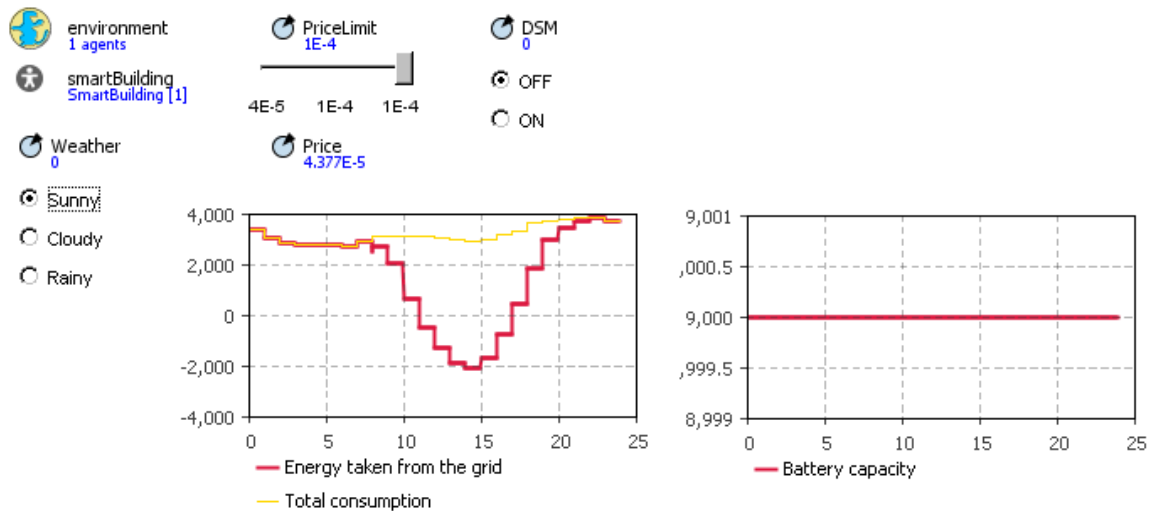 environment
1 agents
PriceLimit
1E-4
DSM
0
smartBuilding
SmartBuilding [1]
OFF
4E-5 1E-4 1E-4
ON
Weather
0
Price
4.377E-5
Sunny
Cloudy
Rainy
4,000
2,000
0
-2,000
-4,000
0 5 10 15 20 25
Energy taken from the grid
Total consumption
9,001
,000.5
9,000
,999.5
8,999
0 5 10 15 20 25
Battery capacity